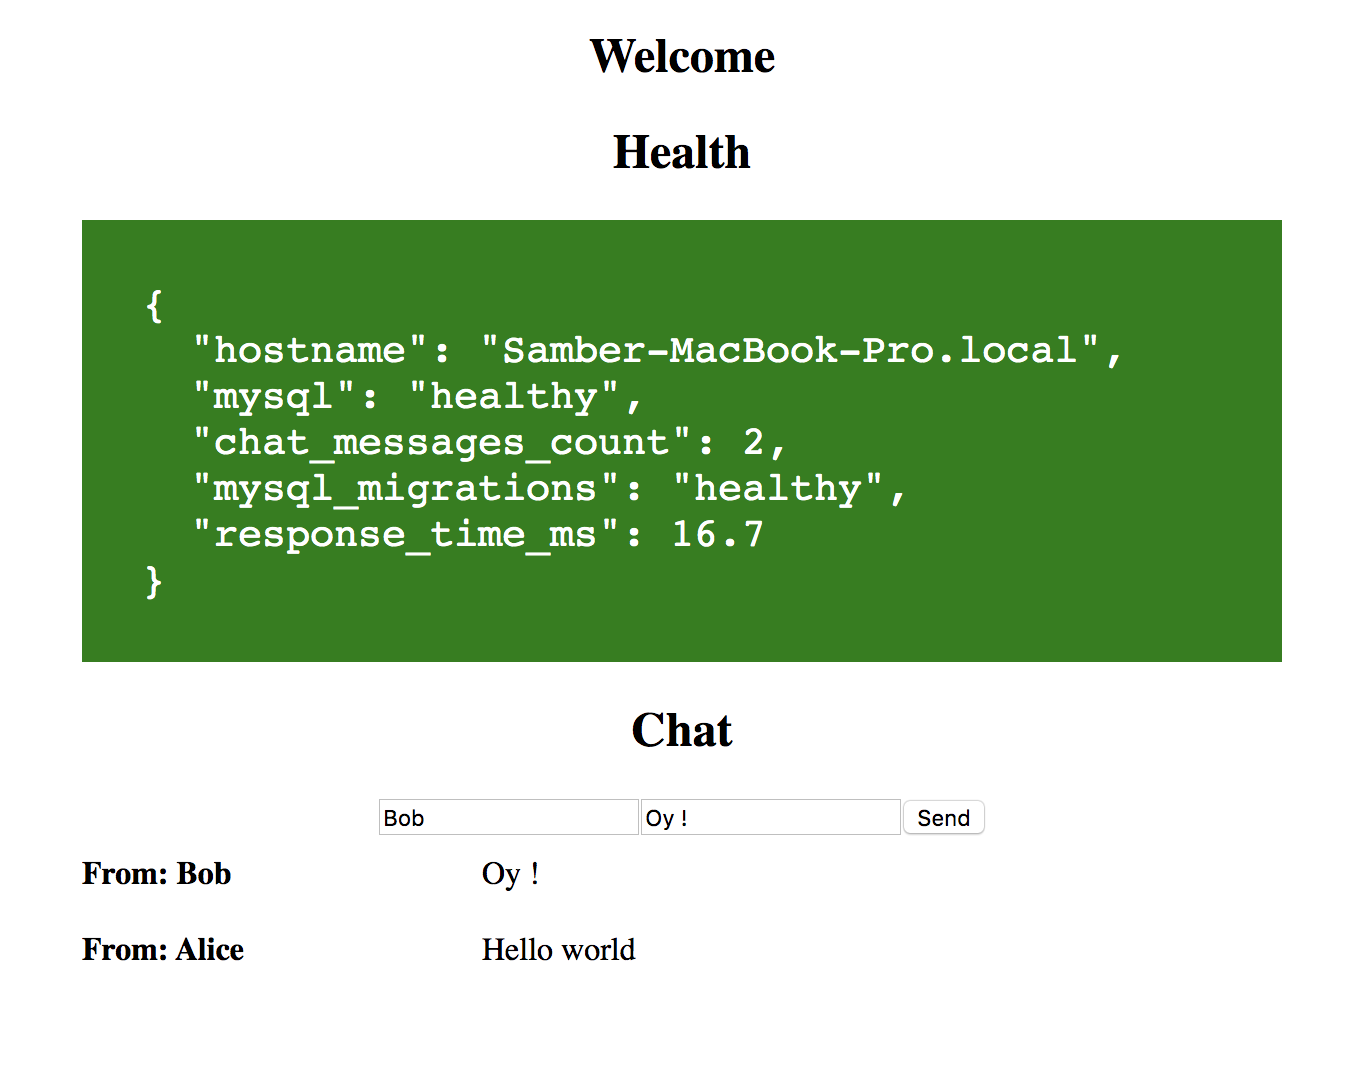 Welcome
Health
{
  "hostname": "Samber-MacBook-Pro.local",
  "mysql": "healthy",
  "chat_messages_count": 2,
  "mysql_migrations": "healthy",
  "response_time_ms": 16.7
}
Chat
Bob Oy ! Send
From: Bob Oy !
From: Alice Hello world